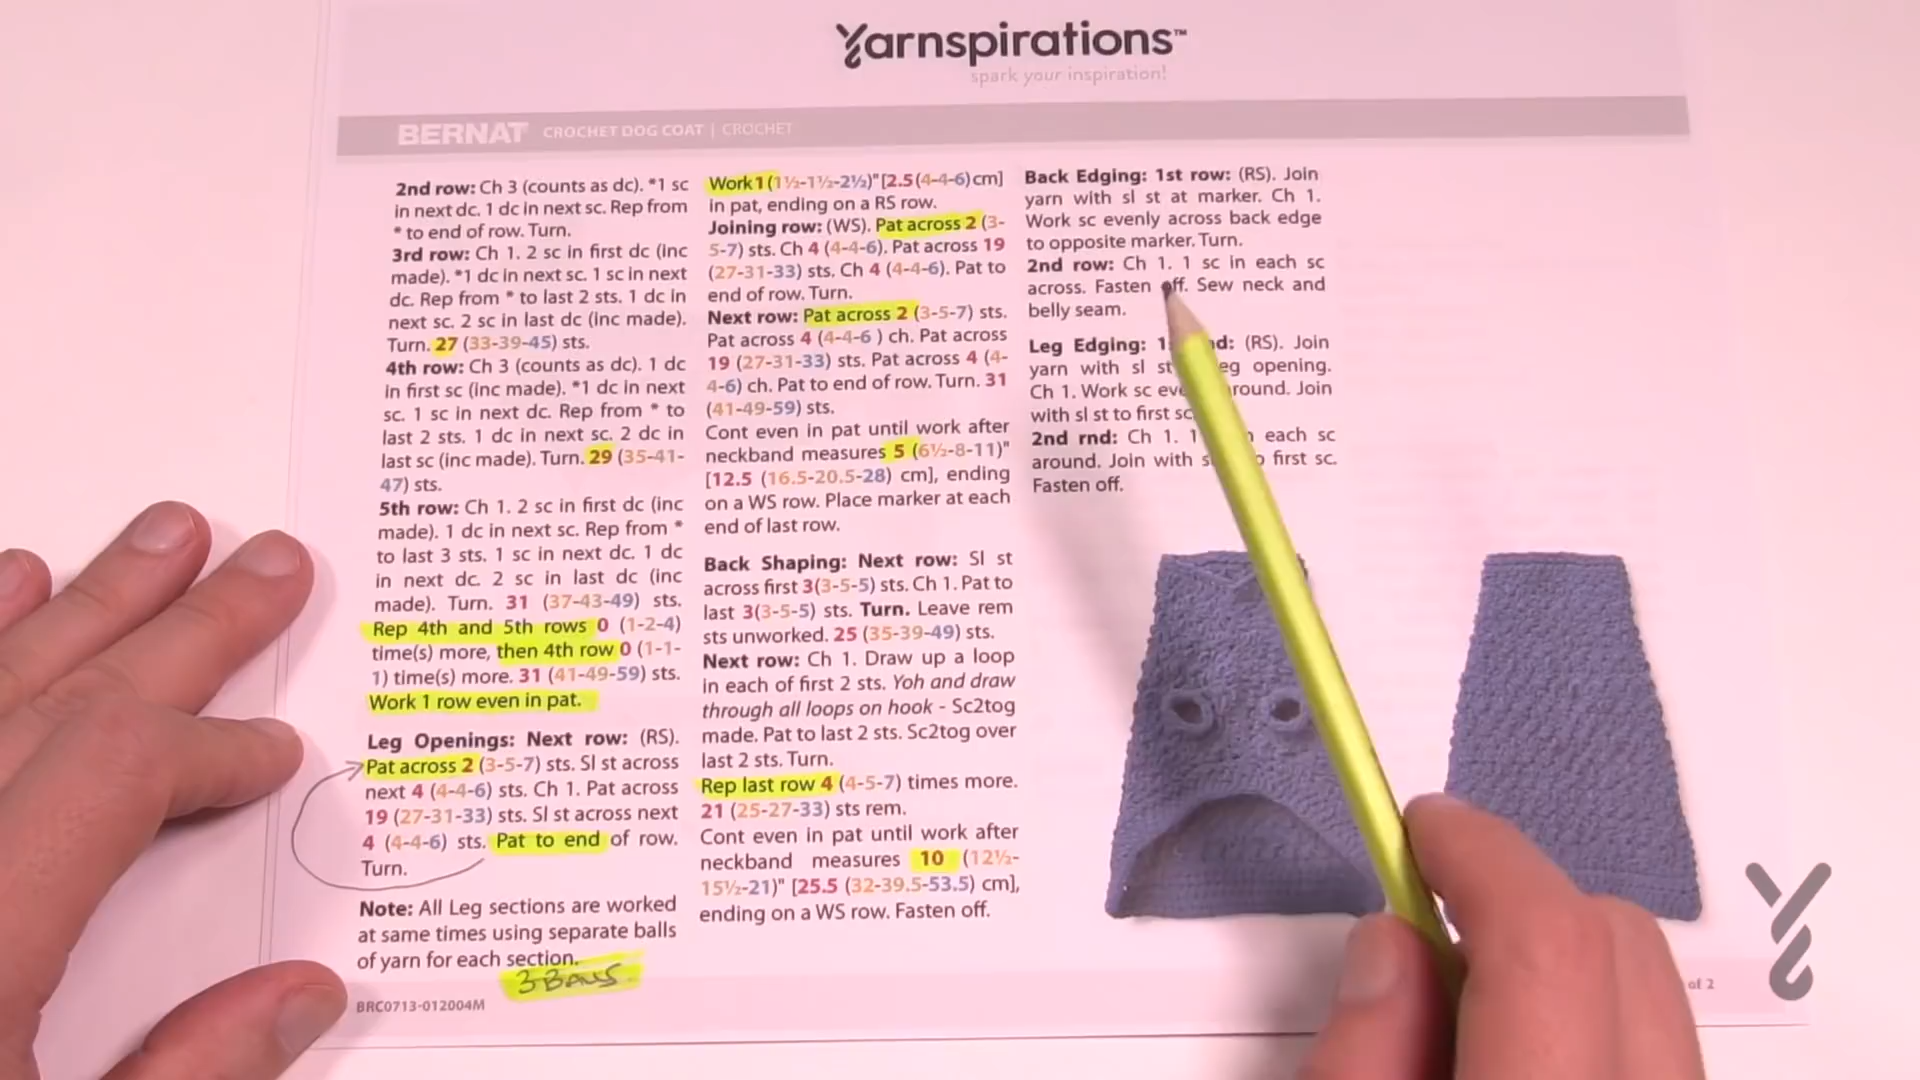 Yarnspirations™
spark your inspiration!
BERNAT CROCHET DOG COAT | CROCHET
2nd row: Ch 3 (counts as dc). *1 sc
in next dc. 1 dc in next sc. Rep from
* to end of row. Turn.
3rd row: Ch 1. 2 sc in first dc (inc
made). *1 dc in next sc. 1 sc in next
dc. Rep from * to last 2 sts. 1 dc in
next sc. 2 sc in last dc (inc made).
Turn. 27 (33-39-45) sts.
4th row: Ch 3 (counts as dc). 1 dc
in first sc (inc made). *1 dc in next
sc. 1 sc in next dc. Rep from * to
last 2 sts. 1 dc in next sc. 2 dc in
last sc (inc made). Turn. 29 (35-41-
47) sts.
5th row: Ch 1. 2 sc in first dc (inc
made). 1 dc in next sc. Rep from *
to last 3 sts. 1 sc in next dc. 1 dc
in next dc. 2 sc in last dc (inc
made). Turn. 31 (37-43-49) sts.
Rep 4th and 5th rows 0 (1-2-4)
time(s) more, then 4th row 0 (1-1-
1) time(s) more. 31 (41-49-59) sts.
Work 1 row even in pat.
Leg Openings: Next row: (RS).
Pat across 2 (3-5-7) sts. Sl st across
next 4 (4-4-6) sts. Ch 1. Pat across
19 (27-31-33) sts. Sl st across next
4 (4-4-6) sts. Pat to end of row.
Turn.
Note: All Leg sections are worked
at same times using separate balls
of yarn for each section.
3 BALLS
BRC0713-012004M
Work 1 (1½-1½-2½)" [2.5 (4-4-6) cm]
in pat, ending on a RS row.
Joining row: (WS). Pat across 2 (3-
5-7) sts. Ch 4 (4-4-6). Pat across 19
(27-31-33) sts. Ch 4 (4-4-6). Pat to
end of row. Turn.
Next row: Pat across 2 (3-5-7) sts.
Pat across 4 (4-4-6 ) ch. Pat across
19 (27-31-33) sts. Pat across 4 (4-
4-6) ch. Pat to end of row. Turn. 31
(41-49-59) sts.
Cont even in pat until work after
neckband measures 5 (6½-8-11)"
[12.5 (16.5-20.5-28) cm], ending
on a WS row. Place marker at each
end of last row.
Back Shaping: Next row: Sl st
across first 3(3-5-5) sts. Ch 1. Pat to
last 3(3-5-5) sts. Turn. Leave rem
sts unworked. 25 (35-39-49) sts.
Next row: Ch 1. Draw up a loop
in each of first 2 sts. Yoh and draw
through all loops on hook - Sc2tog
made. Pat to last 2 sts. Sc2tog over
last 2 sts. Turn.
Rep last row 4 (4-5-7) times more.
21 (25-27-33) sts rem.
Cont even in pat until work after
neckband measures 10 (12½-
15½-21)" [25.5 (32-39.5-53.5) cm],
ending on a WS row. Fasten off.
Back Edging: 1st row: (RS). Join
yarn with sl st at marker. Ch 1.
Work sc evenly across back edge
to opposite marker. Turn.
2nd row: Ch 1. 1 sc in each sc
across. Fasten off. Sew neck and
belly seam.
Leg Edging: (RS). Join
yarn with sl st leg opening.
Ch 1. Work sc round. Join
with sl st to first sc
2nd rnd: Ch 1. 1 each sc
around. Join with first sc.
Fasten off.
of 2